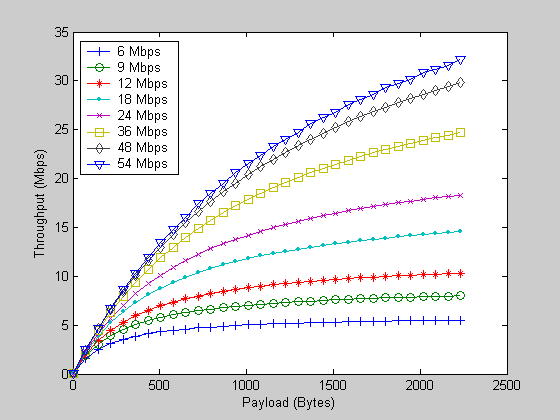 35
30
25
20
15
10
5
0
Throughput (Mbps)
6 Mbps
9 Mbps
12 Mbps
18 Mbps
24 Mbps
36 Mbps
48 Mbps
54 Mbps
0 500 1000 1500 2000 2500
Payload (Bytes)